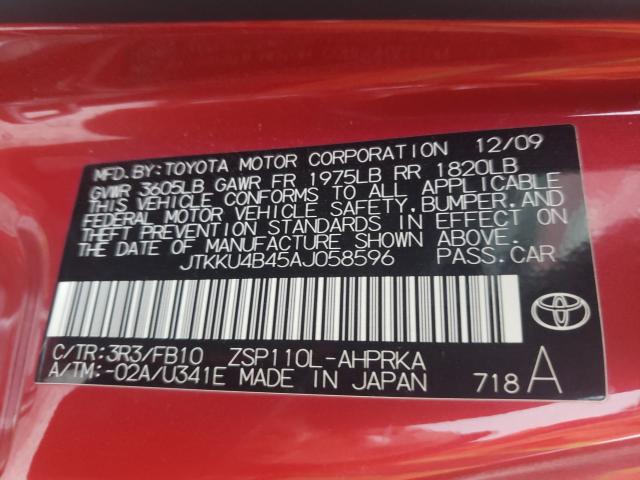 MFD. BY: TOYOTA MOTOR CORPORATION 12/09
GVWR 3605LB GAWR FR 1975LB RR 1820LB
THIS VEHICLE CONFORMS TO ALL APPLICABLE
FEDERAL MOTOR VEHICLE SAFETY, BUMPER, AND
THEFT PREVENTION STANDARDS IN EFFECT ON
THE DATE OF MANUFACTURE SHOWN ABOVE.
JTKKU4B45AJ058596 PASS. CAR
C/TR: 3R3/FB10 ZSP110L-AHPRKA
A/TM:-02A/U341E MADE IN JAPAN 718 A